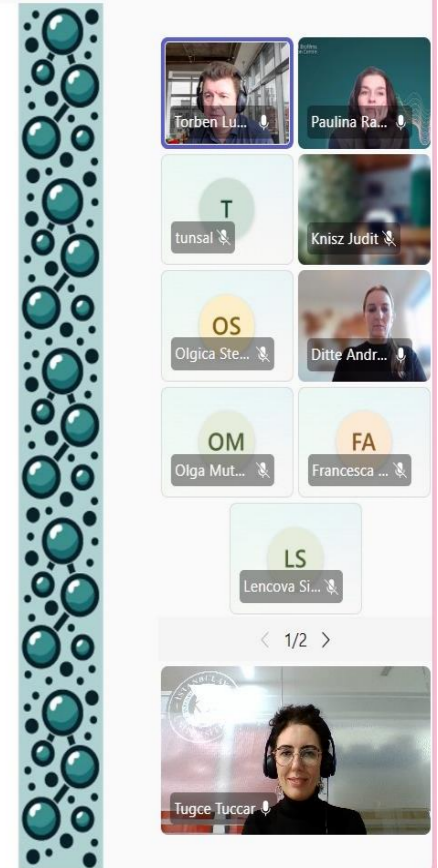 Torben Lu...
Paulina Ra...
T
tunsal
Knisz Judit
OS
Olgica Ste...
Ditte Andr...
OM
Olga Mut...
FA
Francesca ...
LS
Lencova Si...
1/2
Tugce Tuccar